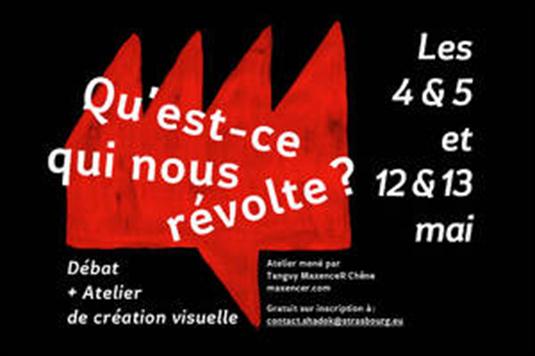 Qu'est-ce
qui nous
révolte ?
Les
4 & 5
et
12 & 13
mai
Débat
+ Atelier
de création visuelle
Atelier mené par
Tanguy MaxenceR Chêne
maxencer.com
Gratuit sur inscription à :
contact.shadok@strasbourg.eu